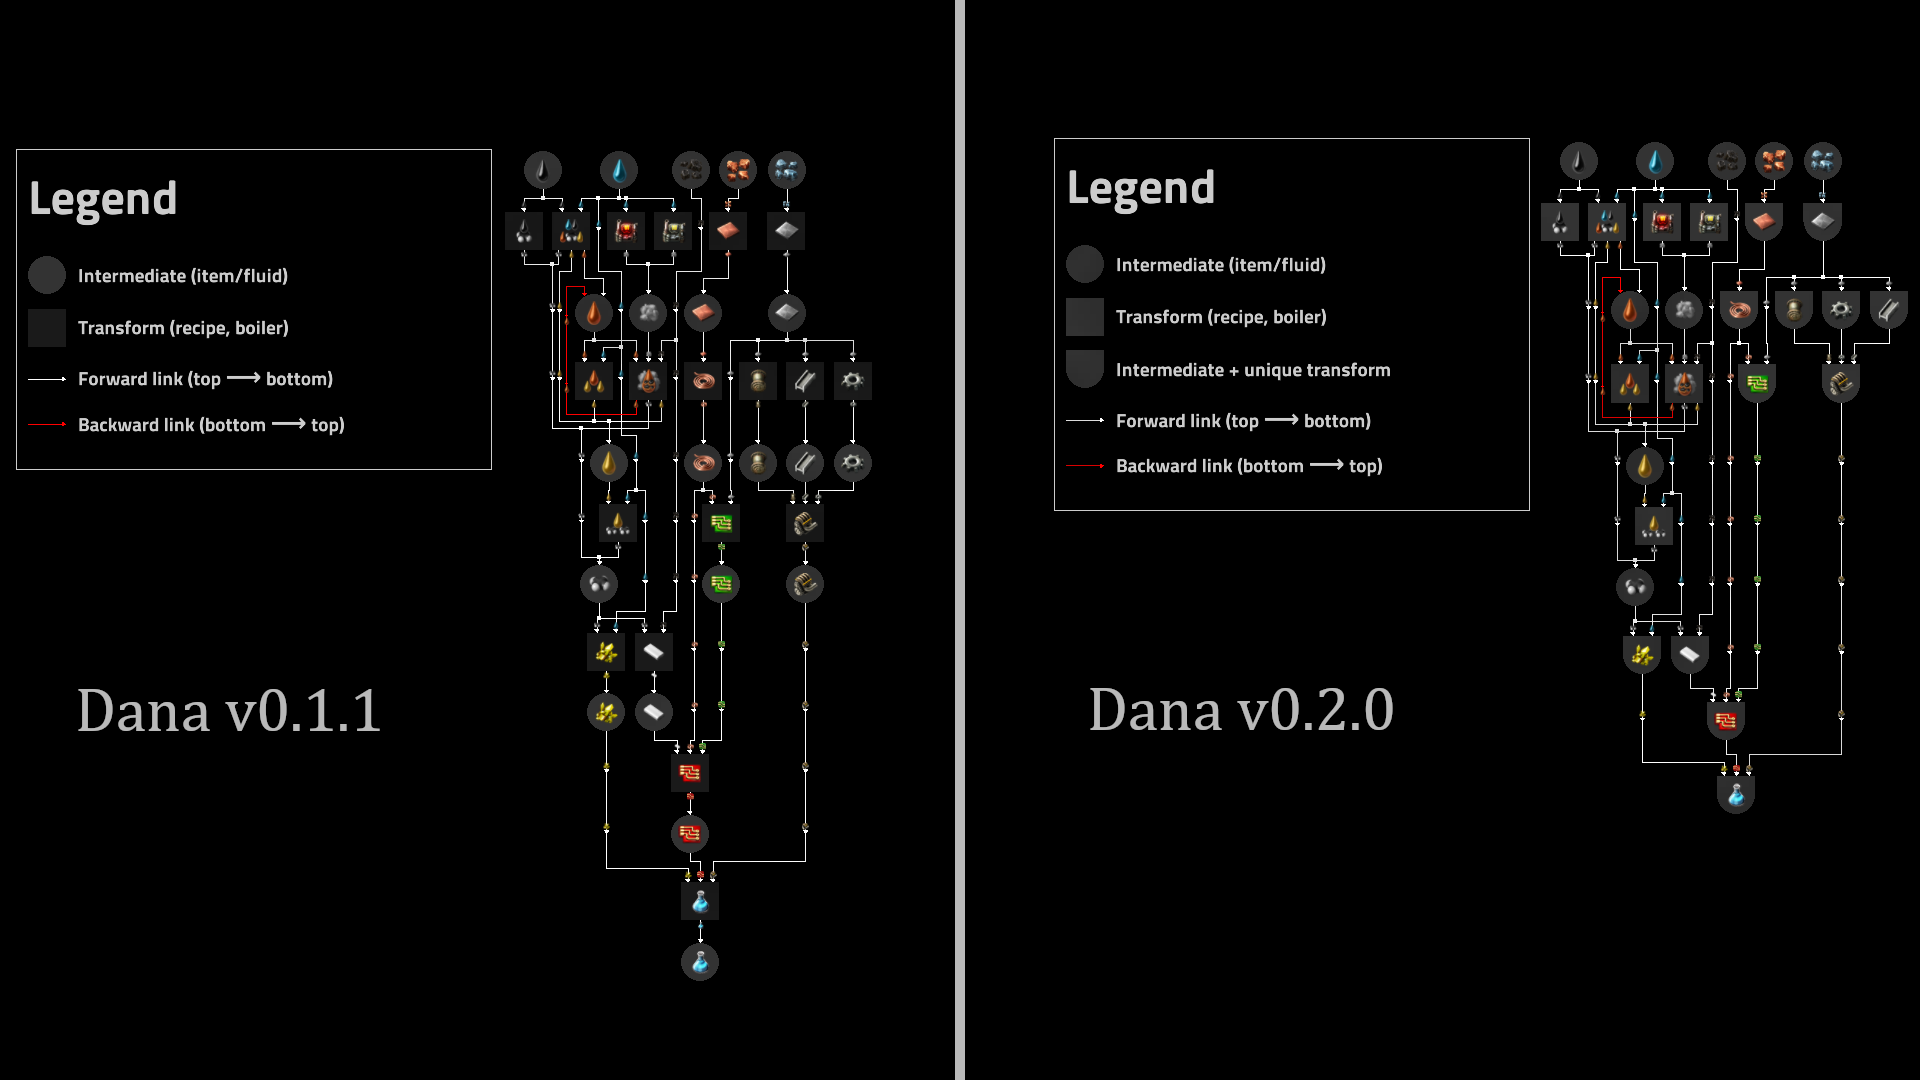 Legend
Intermediate (item/fluid)
Transform (recipe, boiler)
Forward link (top ⟶ bottom)
Backward link (bottom ⟶ top)
Dana v0.1.1
Legend
Intermediate (item/fluid)
Transform (recipe, boiler)
Intermediate + unique transform
Forward link (top ⟶ bottom)
Backward link (bottom ⟶ top)
Dana v0.2.0